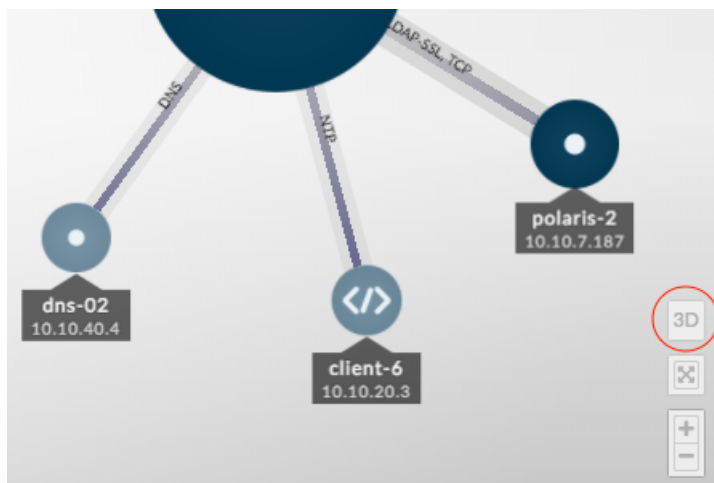 LDAP-SSL, TCP
DNS
NTP
polaris-2
10.10.7.187
dns-02
10.10.40.4
3D
</>
client-6
10.10.20.3
+
−